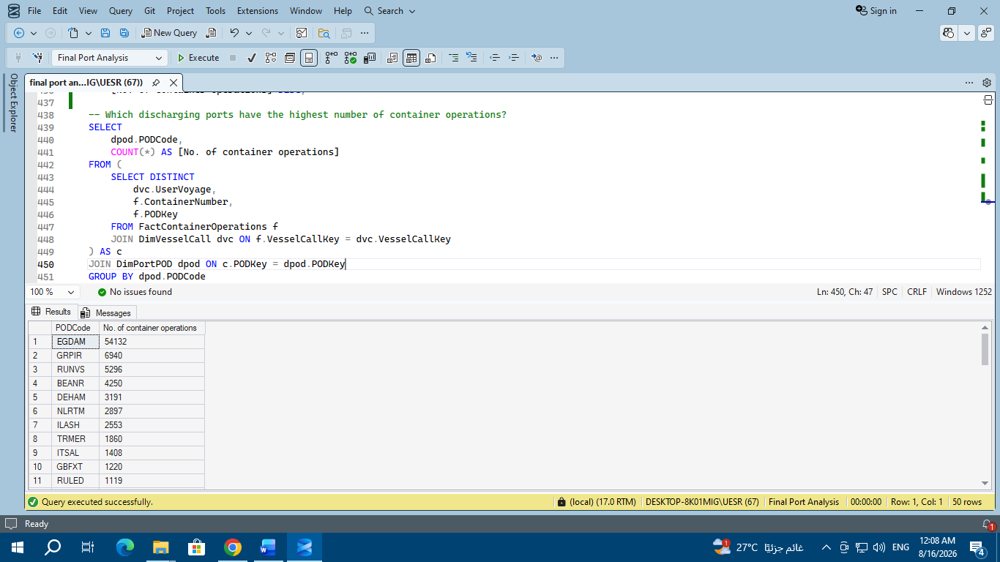 File Edit View Query Git Project Tools Extensions Window Help Search Sign in
New Query
Final Port Analysis Execute
Object Explorer
final port an...IG\UESR (67))
437
438 -- Which discharging ports have the highest number of container operations?
439 SELECT
440 dpod.PODCode,
441 COUNT(*) AS [No. of container operations]
442 FROM (
443 SELECT DISTINCT
444 dvc.UserVoyage,
445 f.ContainerNumber,
446 f.PODKey
447 FROM FactContainerOperations f
448 JOIN DimVesselCall dvc ON f.VesselCallKey = dvc.VesselCallKey
449 ) AS c
450 JOIN DimPortPOD dpod ON c.PODKey = dpod.PODKey
451 GROUP BY dpod.PODCode
100 % No issues found Ln: 450, Ch: 47 SPC CRLF Windows 1252
Results Messages
PODCode No. of container operations
1 EGDAM 54132
2 GRPIR 6940
3 RUNVS 5296
4 BEANR 4250
5 DEHAM 3191
6 NLRTM 2897
7 ILASH 2553
8 TRMER 1860
9 ITSAL 1408
10 GBFXT 1220
11 RULED 1119
Query executed successfully. (local) (17.0 RTM) DESKTOP-8K01MIG\UESR (67) Final Port Analysis 00:00:00 Row: 1, Col: 1 50 rows
Ready 1
1 27°C غائم جزئيًا ENG 12:08 AM
8/16/2026 4